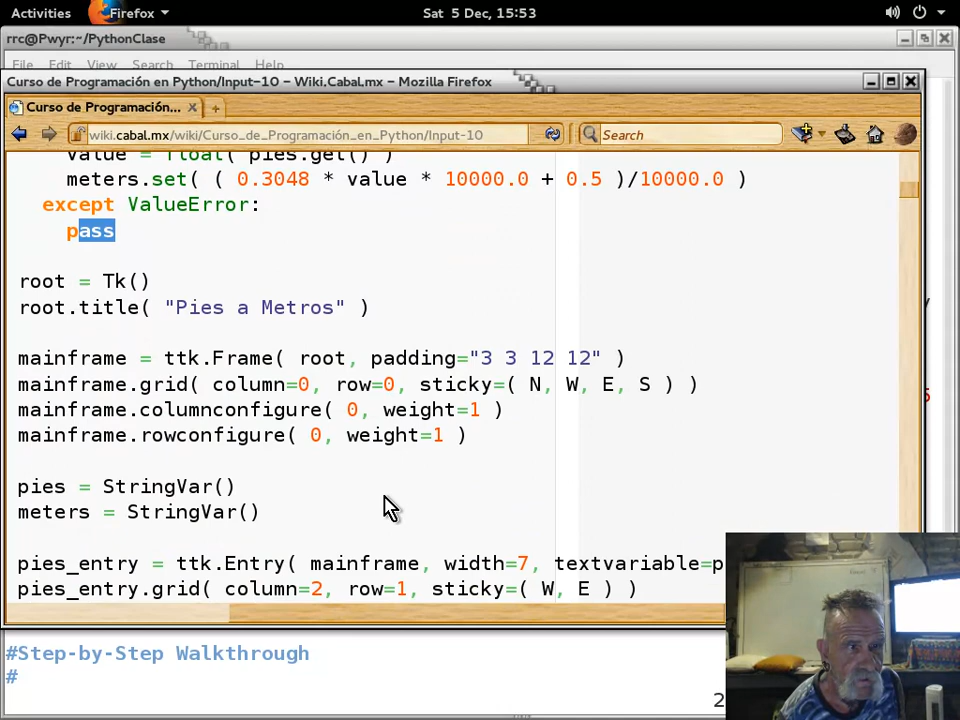 Activities Firefox Sat 5 Dec, 15:53
rrc@Pwyr:~/PythonClase
File Edit View Search Terminal Help
Curso de Programación en Python/Input-10 – Wiki.Cabal.mx – Mozilla Firefox
Curso de Programación...
wiki.cabal.mx/wiki/Curso_de_Programación_en_Python/Input-10 Search
value = float( pies.get() )
meters.set( ( 0.3048 * value * 10000.0 + 0.5 )/10000.0 )
except ValueError:
pass
root = Tk()
root.title( "Pies a Metros" )
mainframe = ttk.Frame( root, padding="3 3 12 12" )
mainframe.grid( column=0, row=0, sticky=( N, W, E, S ) )
mainframe.columnconfigure( 0, weight=1 )
mainframe.rowconfigure( 0, weight=1 )
pies = StringVar()
meters = StringVar()
pies_entry = ttk.Entry( mainframe, width=7, textvariable=p
pies_entry.grid( column=2, row=1, sticky=( W, E ) )
#Step-by-Step Walkthrough
#
2